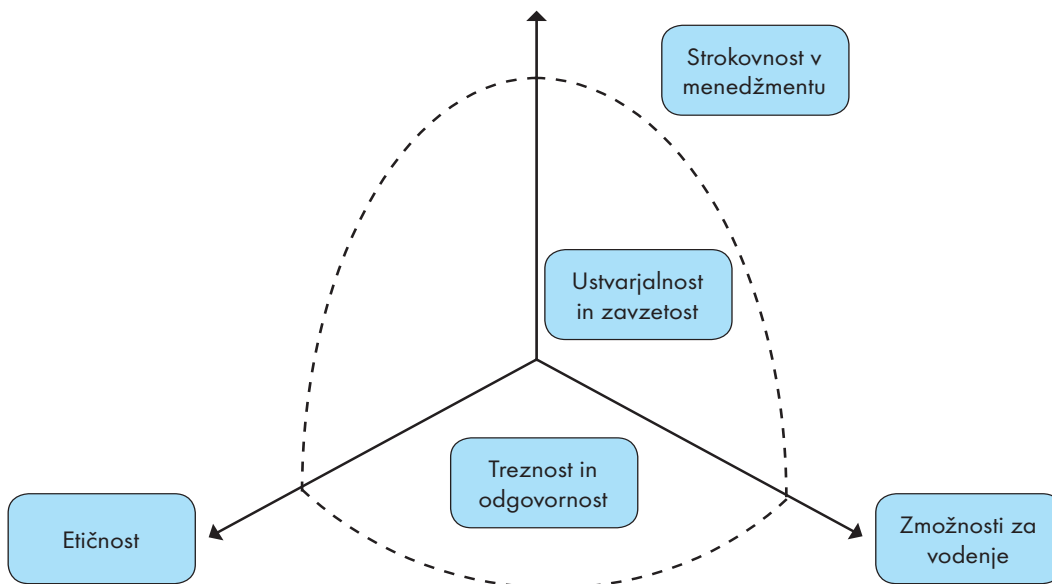 Strokovnost v
menedžmentu
Ustvarjalnost
in zavzetost
Treznost in
odgovornost
Etičnost
Zmožnosti za
vodenje